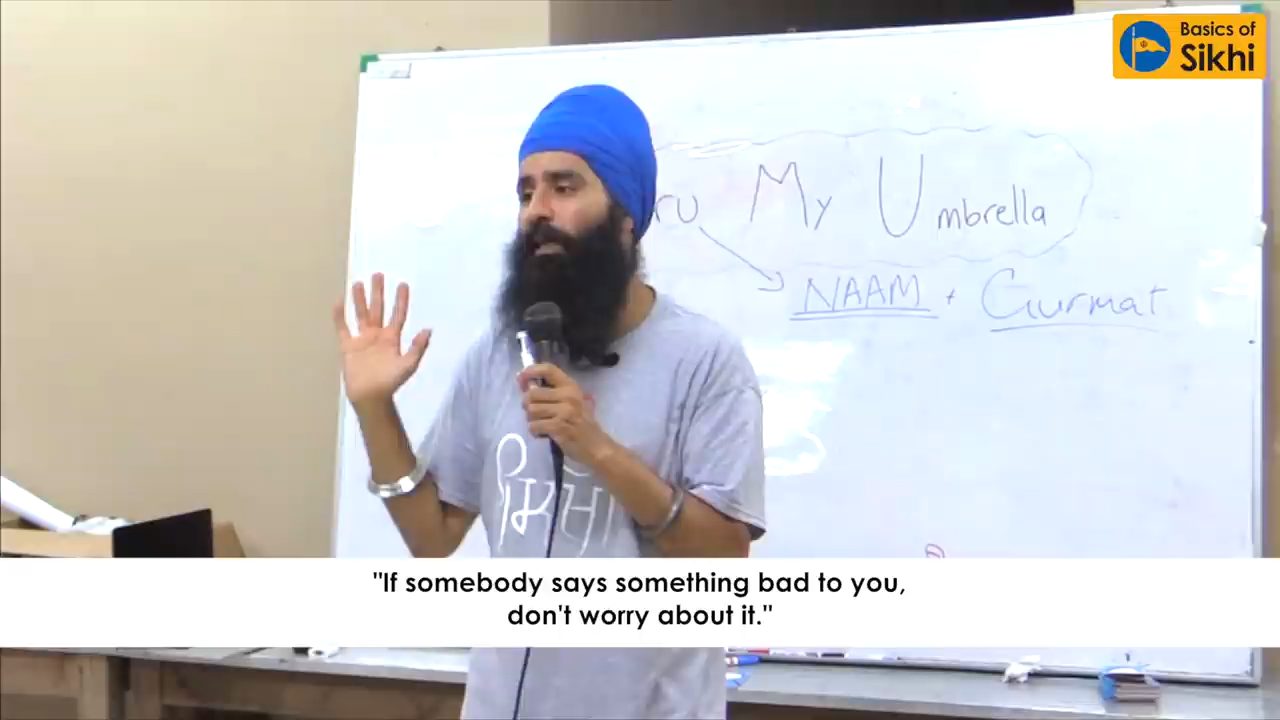 Basics of
Sikhi
ru My Umbrella
NAAM + Gurmat
"If somebody says something bad to you,
don't worry about it."